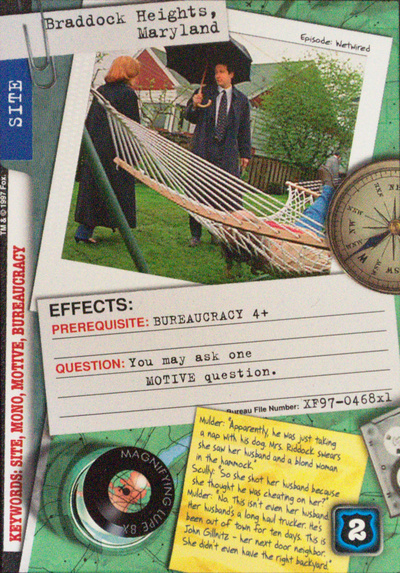 Braddock Heights,
Maryland
Episode: Wetwired
SITE
TM & © 1997 Fox.
KEYWORDS: SITE, MONO, MOTIVE, BUREAUCRACY
EFFECTS:
PREREQUISITE: BUREAUCRACY 4+
QUESTION: You may ask one
MOTIVE question.
Bureau File Number: XF97-0468x1
MAGNIFYING LUPE 8X
Mulder: "Apparently, he was just taking
a nap with his dog. Mrs. Riddock swears
she saw her husband and a blond woman
in the hammock."
Scully: "So she shot her husband because
she thought he was cheating on her?"
Mulder: "No. This isn't even her husband.
Her husband's a long haul trucker. He's
been out of town for ten days. This is
John Gillnitz - her next door neighbor.
She didn't even have the right backyard."
2